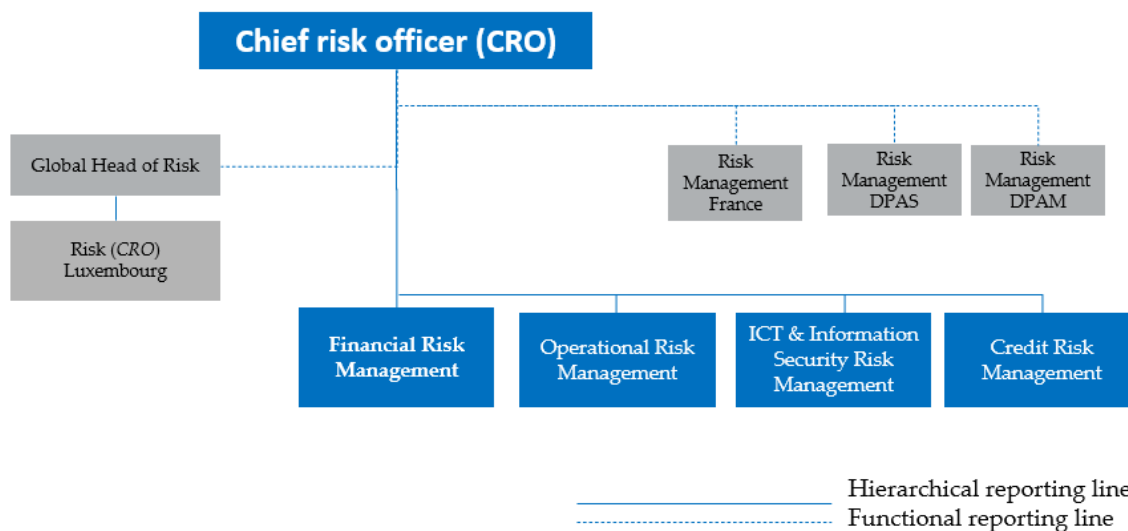 Chief risk officer (CRO)
Global Head of Risk
Risk (CRO)
Luxembourg
Risk
Management
France
Risk
Management
DPAS
Risk
Management
DPAM
Financial Risk
Management
Operational Risk
Management
ICT & Information
Security Risk
Management
Credit Risk
Management
Hierarchical reporting line
Functional reporting line